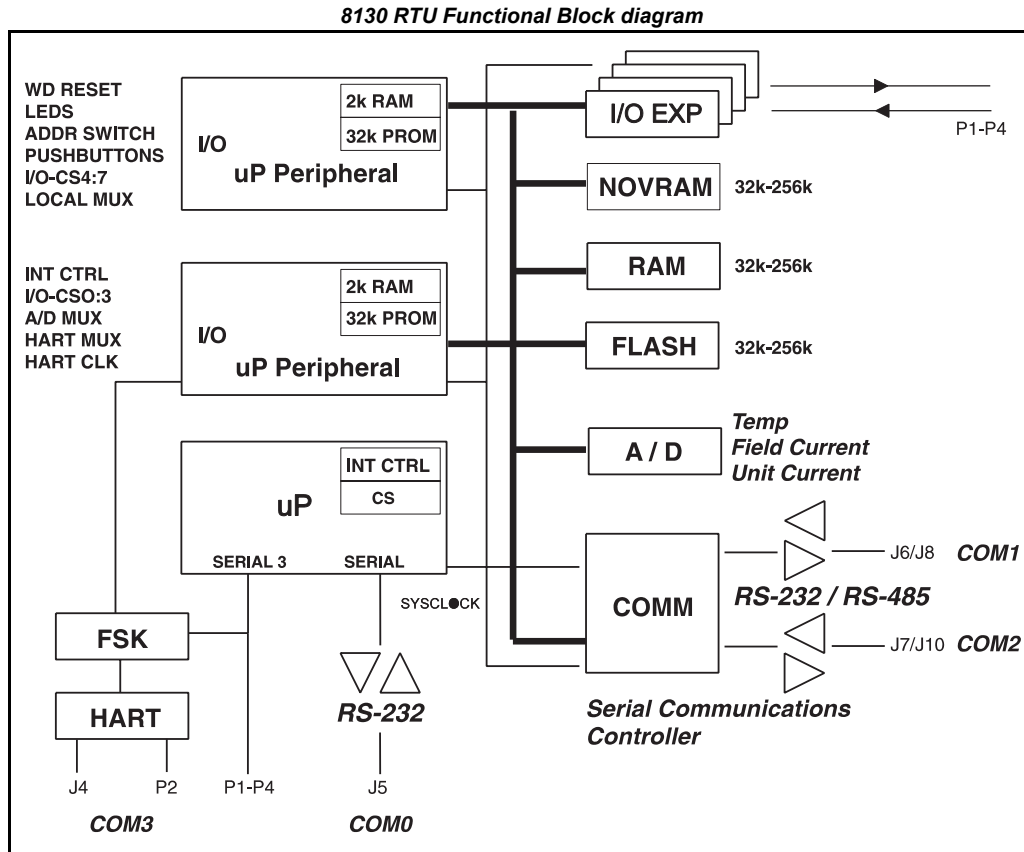 8130 RTU Functional Block diagram
WD RESET
LEDS
ADDR SWITCH
PUSHBUTTONS
I/O-CS4:7
LOCAL MUX
I/O
uP Peripheral
2k RAM
32k PROM
I/O EXP
P1-P4
NOVRAM
32k-256k
RAM
32k-256k
FLASH
32k-256k
INT CTRL
I/O-CSO:3
A/D MUX
HART MUX
HART CLK
I/O
uP Peripheral
2k RAM
32k PROM
A / D
Temp
Field Current
Unit Current
uP
INT CTRL
CS
SERIAL 3
SERIAL
SYSCLOCK
COMM
J6/J8
COM1
RS-232 / RS-485
J7/J10
COM2
Serial Communications
Controller
FSK
HART
J4
P2
P1-P4
COM3
RS-232
J5
COM0